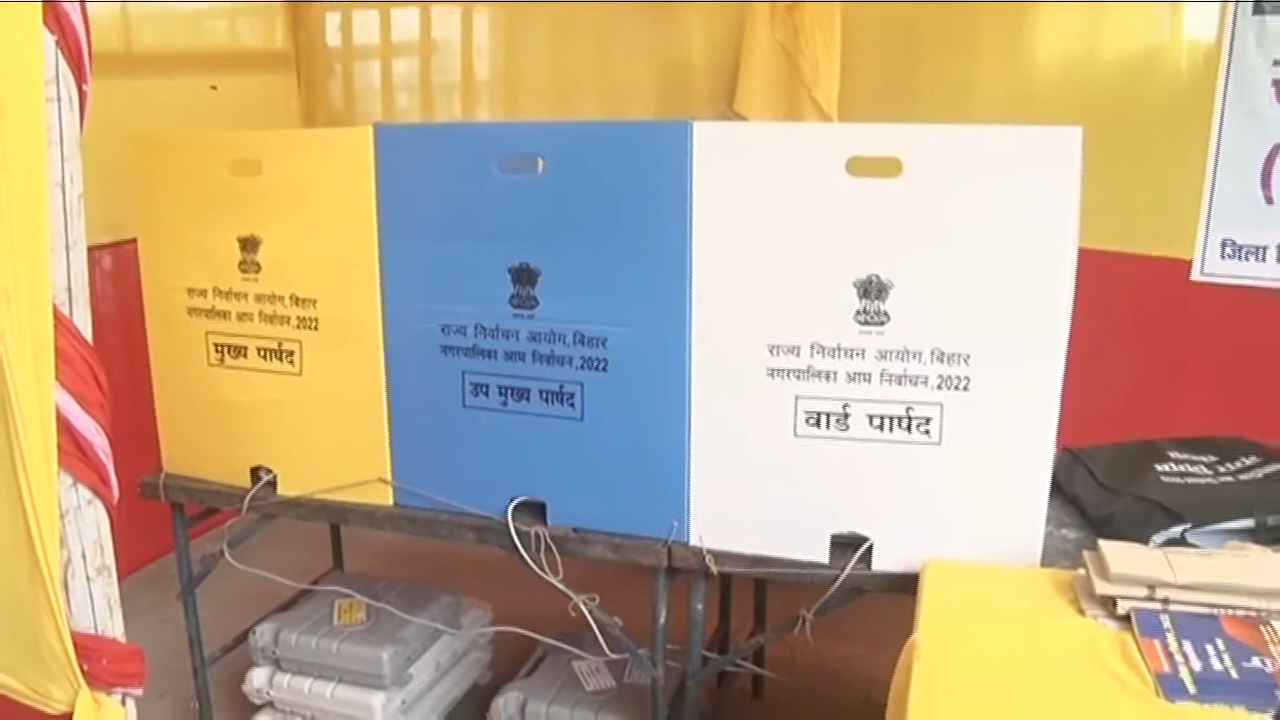 राज्य निर्वाचन आयोग,बिहार
नगरपालिका आम निर्वाचन,2022
मुख्य पार्षद
राज्य निर्वाचन आयोग,बिहार
नगरपालिका आम निर्वाचन,2022
उप मुख्य पार्षद
राज्य निर्वाचन आयोग,बिहार
नगरपालिका आम निर्वाचन,2022
वार्ड पार्षद
जिला